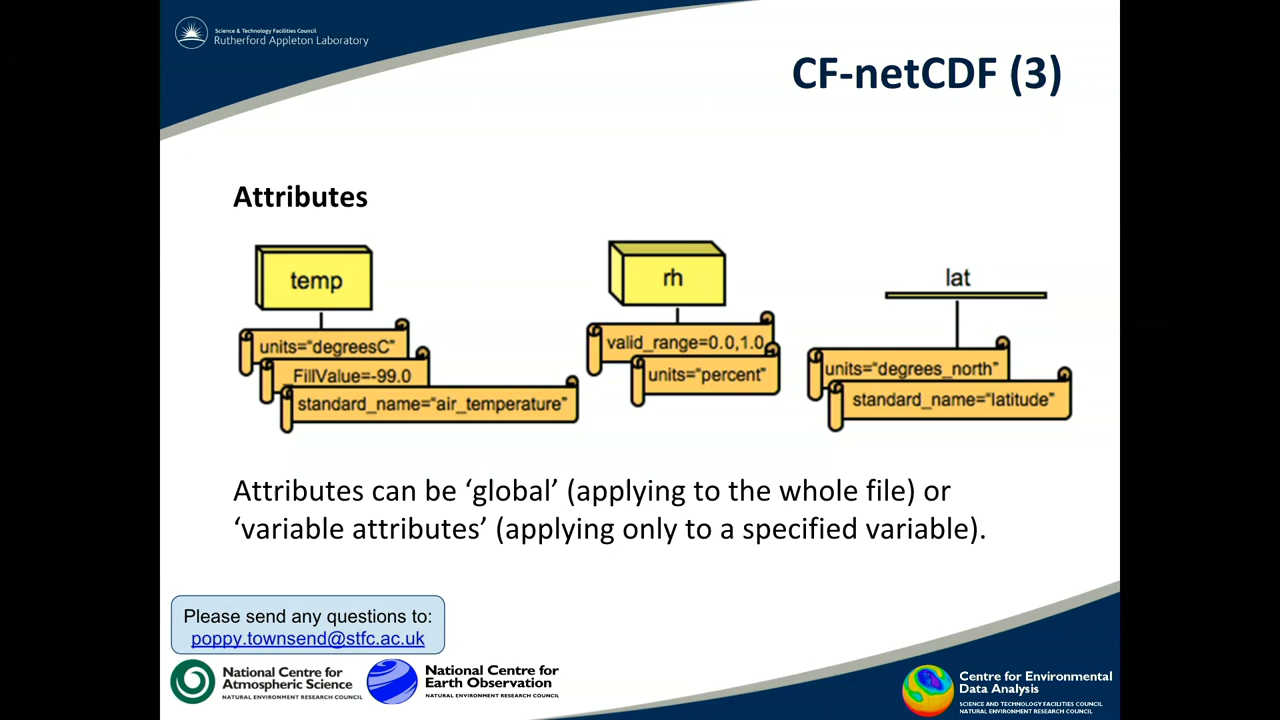 Science & Technology Facilities Council
Rutherford Appleton Laboratory
CF-netCDF (3)
Attributes
temp
units=“degreesC”
_FillValue=-99.0
standard_name=“air_temperature”
rh
valid_range=0.0,1.0
units=“percent”
lat
units=“degrees_north”
standard_name=“latitude”
Attributes can be ‘global’ (applying to the whole file) or
‘variable attributes’ (applying only to a specified variable).
Please send any questions to:
poppy.townsend@stfc.ac.uk
National Centre for
Atmospheric Science
NATURAL ENVIRONMENT RESEARCH COUNCIL
National Centre for
Earth Observation
NATURAL ENVIRONMENT RESEARCH COUNCIL
Centre for Environmental
Data Analysis
SCIENCE AND TECHNOLOGY FACILITIES COUNCIL
NATURAL ENVIRONMENT RESEARCH COUNCIL